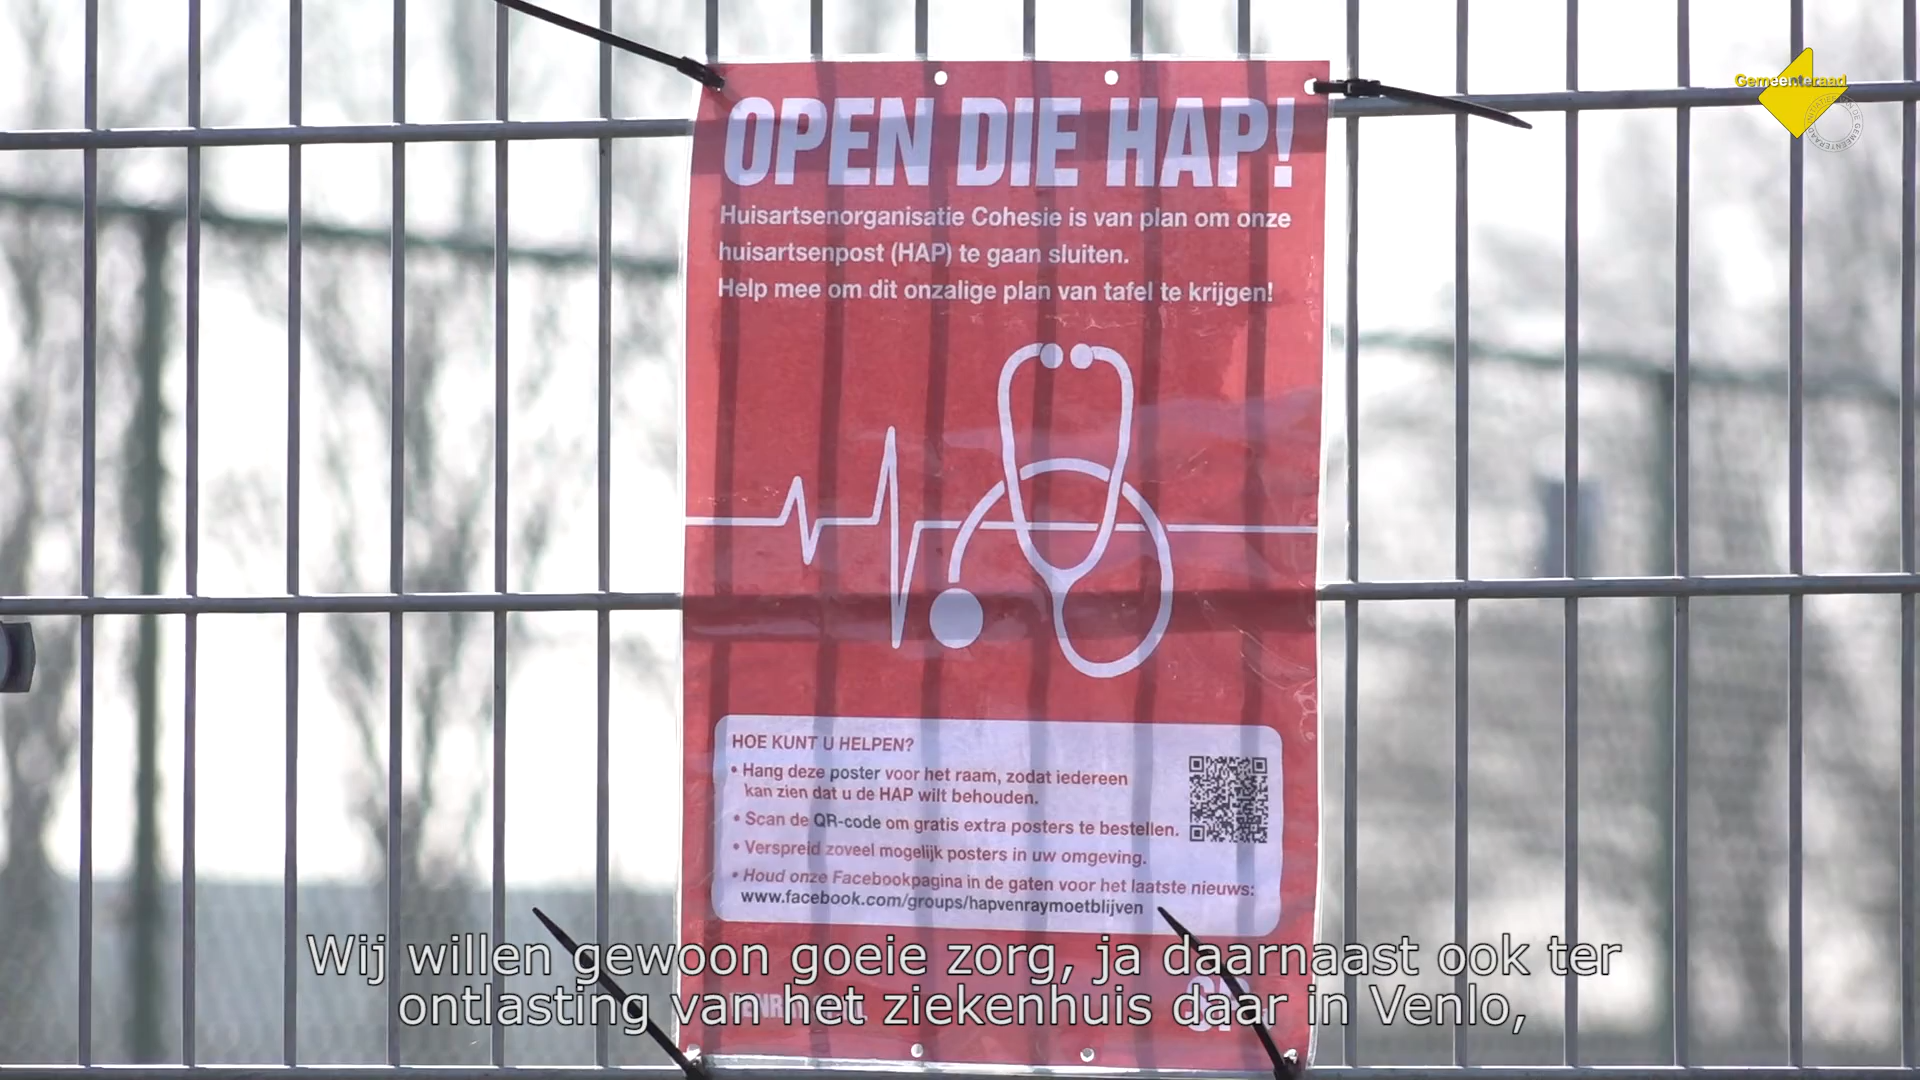 Gemeenteraad
OPEN DIE HAP!
Huisartsenorganisatie Cohesie is van plan om onze
huisartsenpost (HAP) te gaan sluiten.
Help mee om dit onzalige plan van tafel te krijgen!
HOE KUNT U HELPEN?
• Hang deze poster voor het raam, zodat iedereen
kan zien dat u de HAP wilt behouden.
• Scan de QR-code om gratis extra posters te bestellen.
• Verspreid zoveel mogelijk posters in uw omgeving.
• Houd onze Facebookpagina in de gaten voor het laatste nieuws:
www.facebook.com/groups/hapvenraymoetblijven
Wij willen gewoon goeie zorg, ja daarnaast ook ter
ontlasting van het ziekenhuis daar in Venlo,